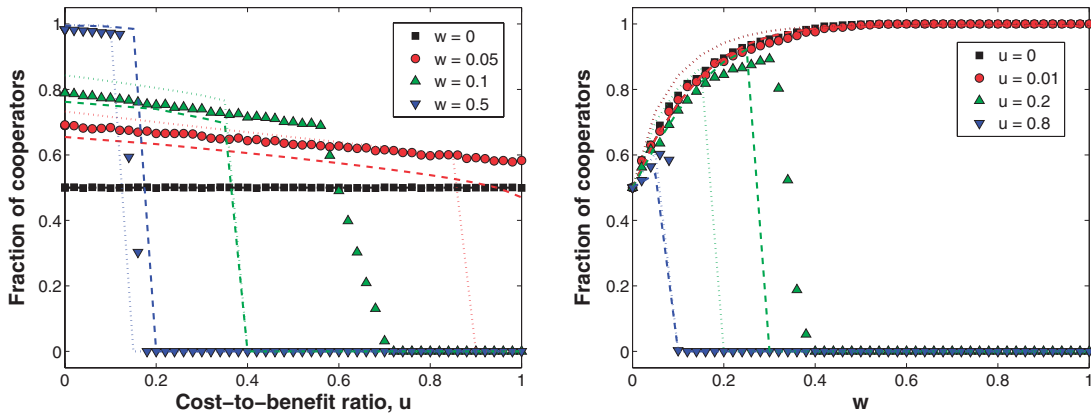 1
0.8
0.6
0.4
0.2
0
Fraction of cooperators
0
0.2
0.4
0.6
0.8
1
Cost−to−benefit ratio, u
w = 0
w = 0.05
w = 0.1
w = 0.5
1
0.8
0.6
0.4
0.2
0
Fraction of cooperators
0
0.2
0.4
0.6
0.8
1
w
u = 0
u = 0.01
u = 0.2
u = 0.8